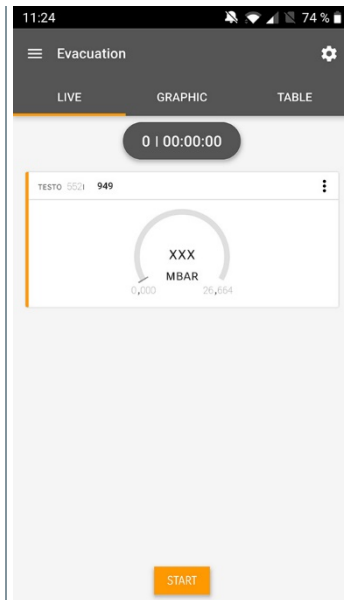 11:24 74 %
Evacuation
LIVE GRAPHIC TABLE
0 | 00:00:00
TESTO 552i 949
XXX
MBAR
0,000 26,664
START